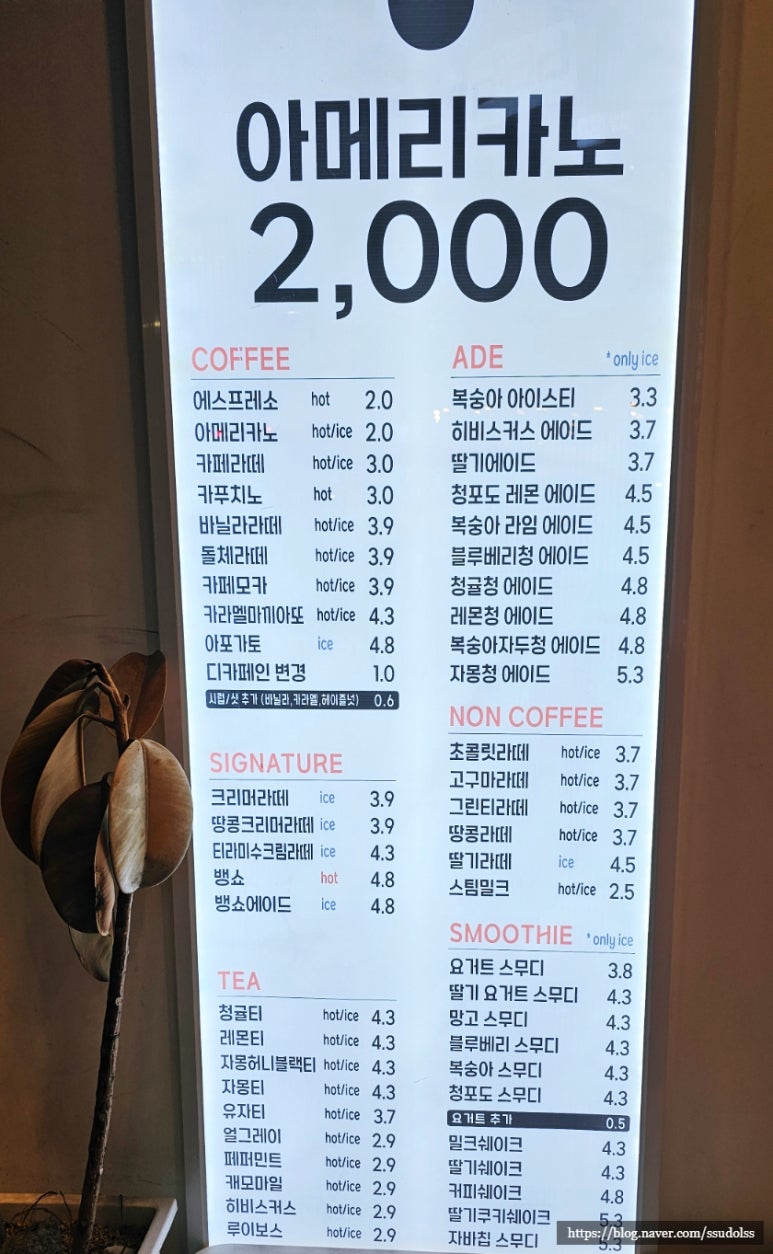 아메리카노
2,000
COFFEE
에스프레소 hot 2.0
아메리카노 hot/ice 2.0
카페라떼 hot/ice 3.0
카푸치노 hot 3.0
바닐라라떼 hot/ice 3.9
돌체라떼 hot/ice 3.9
카페모카 hot/ice 3.9
카라멜마끼아또 hot/ice 4.3
아포가토 ice 4.8
디카페인 변경 1.0
시럽/샷 추가 (바닐라,카라멜,헤이즐넛) 0.6
SIGNATURE
크리머라떼 ice 3.9
땅콩크리머라떼 ice 3.9
티라미수크림라떼 ice 4.3
뱅쇼 hot 4.8
뱅쇼에이드 ice 4.8
TEA
청귤티 hot/ice 4.3
레몬티 hot/ice 4.3
자몽허니블랙티 hot/ice 4.3
자몽티 hot/ice 4.3
유자티 hot/ice 3.7
얼그레이 hot/ice 2.9
페퍼민트 hot/ice 2.9
캐모마일 hot/ice 2.9
히비스커스 hot/ice 2.9
루이보스 hot/ice 2.9
ADE *only ice
복숭아 아이스티 3.3
히비스커스 에이드 3.7
딸기에이드 3.7
청포도 레몬 에이드 4.5
복숭아 라임 에이드 4.5
블루베리청 에이드 4.5
청귤청 에이드 4.8
레몬청 에이드 4.8
복숭아자두청 에이드 4.8
자몽청 에이드 5.3
NON COFFEE
초콜릿라떼 hot/ice 3.7
고구마라떼 hot/ice 3.7
그린티라떼 hot/ice 3.7
땅콩라떼 hot/ice 3.7
딸기라떼 ice 4.5
스팀밀크 hot/ice 2.5
SMOOTHIE *only ice
요거트 스무디 3.8
딸기 요거트 스무디 4.3
망고 스무디 4.3
블루베리 스무디 4.3
복숭아 스무디 4.3
청포도 스무디 4.3
요거트 추가 0.5
밀크쉐이크 4.3
딸기쉐이크 4.3
커피쉐이크 4.8
딸기쿠키쉐이크 5.3
자바칩 스무디
https://blog.naver.com/ssudolss